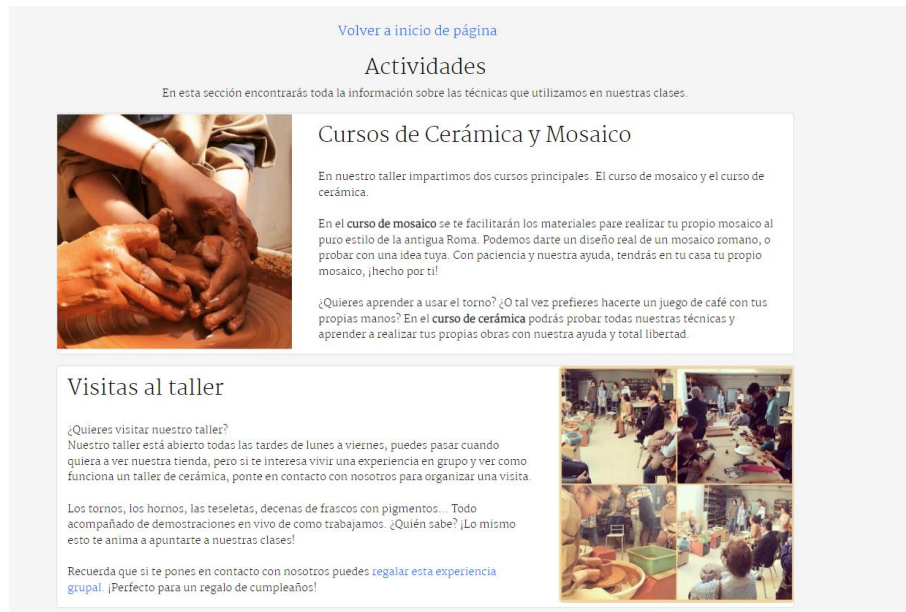 Volver a inicio de página
Actividades
En esta sección encontrarás toda la información sobre las técnicas que utilizamos en nuestras clases.
Cursos de Cerámica y Mosaico
En nuestro taller impartimos dos cursos principales. El curso de mosaico y el curso de
cerámica.
En el curso de mosaico se te facilitarán los materiales pare realizar tu propio mosaico al
puro estilo de la antigua Roma. Podemos darte un diseño real de un mosaico romano, o
probar con una idea tuya. Con paciencia y nuestra ayuda, tendrás en tu casa tu propio
mosaico, ¡hecho por ti!
¿Quieres aprender a usar el torno? ¿O tal vez prefieres hacerte un juego de café con tus
propias manos? En el curso de cerámica podrás probar todas nuestras técnicas y
aprender a realizar tus propias obras con nuestra ayuda y total libertad.
Visitas al taller
¿Quieres visitar nuestro taller?
Nuestro taller está abierto todas las tardes de lunes a viernes, puedes pasar cuando
quiera a ver nuestra tienda, pero si te interesa vivir una experiencia en grupo y ver como
funciona un taller de cerámica, ponte en contacto con nosotros para organizar una visita.
Los tornos, los hornos, las teseletas, decenas de frascos con pigmentos... Todo
acompañado de demostraciones en vivo de como trabajamos. ¿Quién sabe? ¡Lo mismo
esto te anima a apuntarte a nuestras clases!
Recuerda que si te pones en contacto con nosotros puedes regalar esta experiencia
grupal. ¡Perfecto para un regalo de cumpleaños!